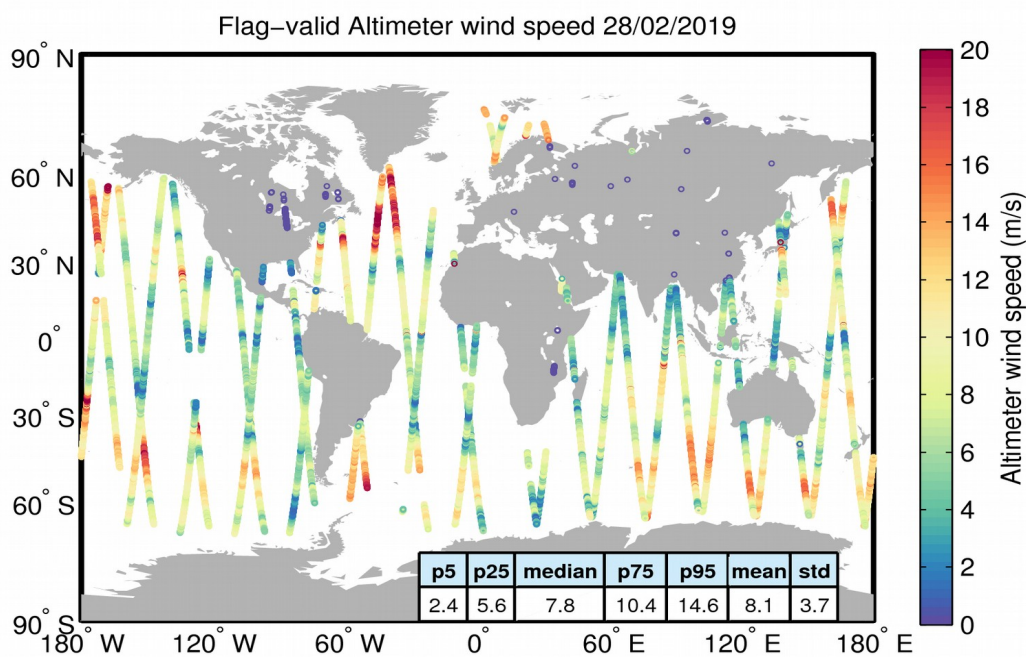 Flag−valid Altimeter wind speed 28/02/2019
90° N
60° N
30° N
0°
30° S
60° S
90° S
180° W
120° W
60° W
0°
60° E
120° E
180° E
p5 p25 median p75 p95 mean std
2.4 5.6 7.8 10.4 14.6 8.1 3.7
20
18
16
14
12
10
8
6
4
2
0
Altimeter wind speed (m/s)